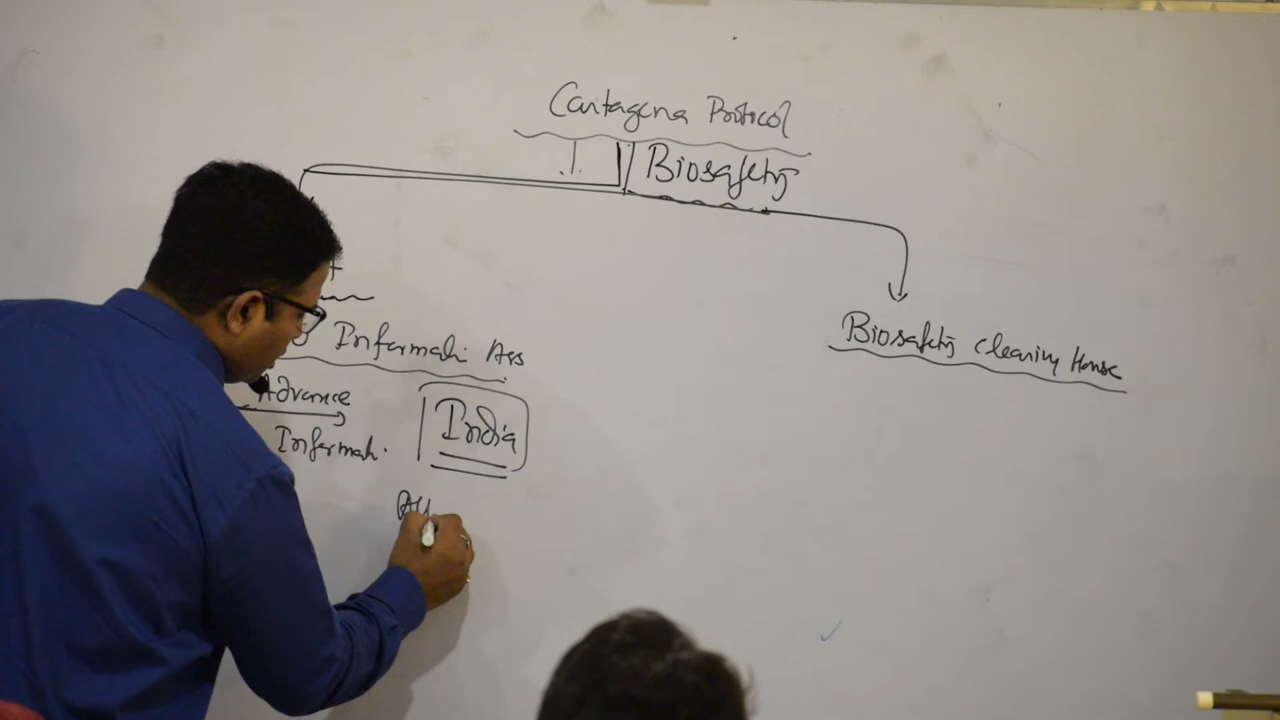 Cartagena Protocol
Biosafety
Informati Ass
Advance
Informati.
India
Biosafety Clearing House